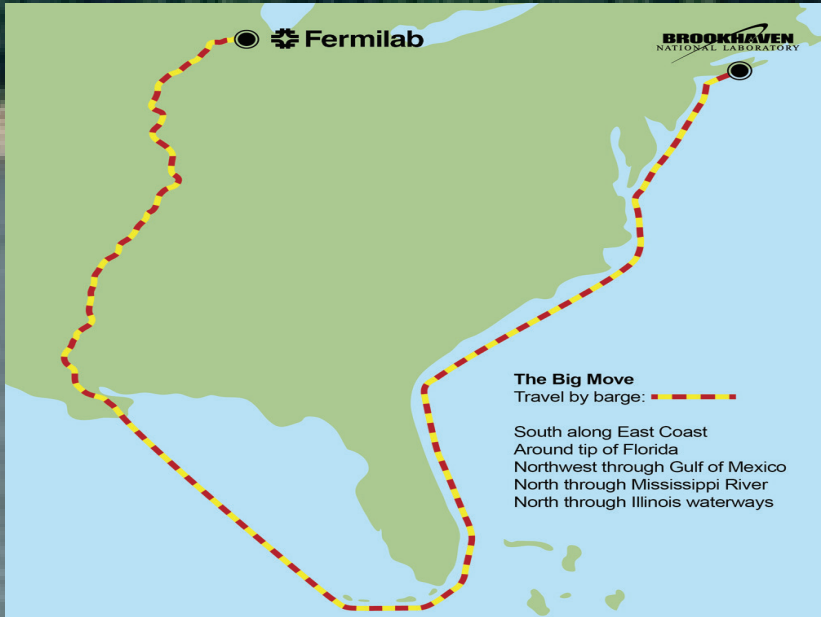 Fermilab
BROOKHAVEN
NATIONAL LABORATORY
The Big Move
Travel by barge:
South along East Coast
Around tip of Florida
Northwest through Gulf of Mexico
North through Mississippi River
North through Illinois waterways